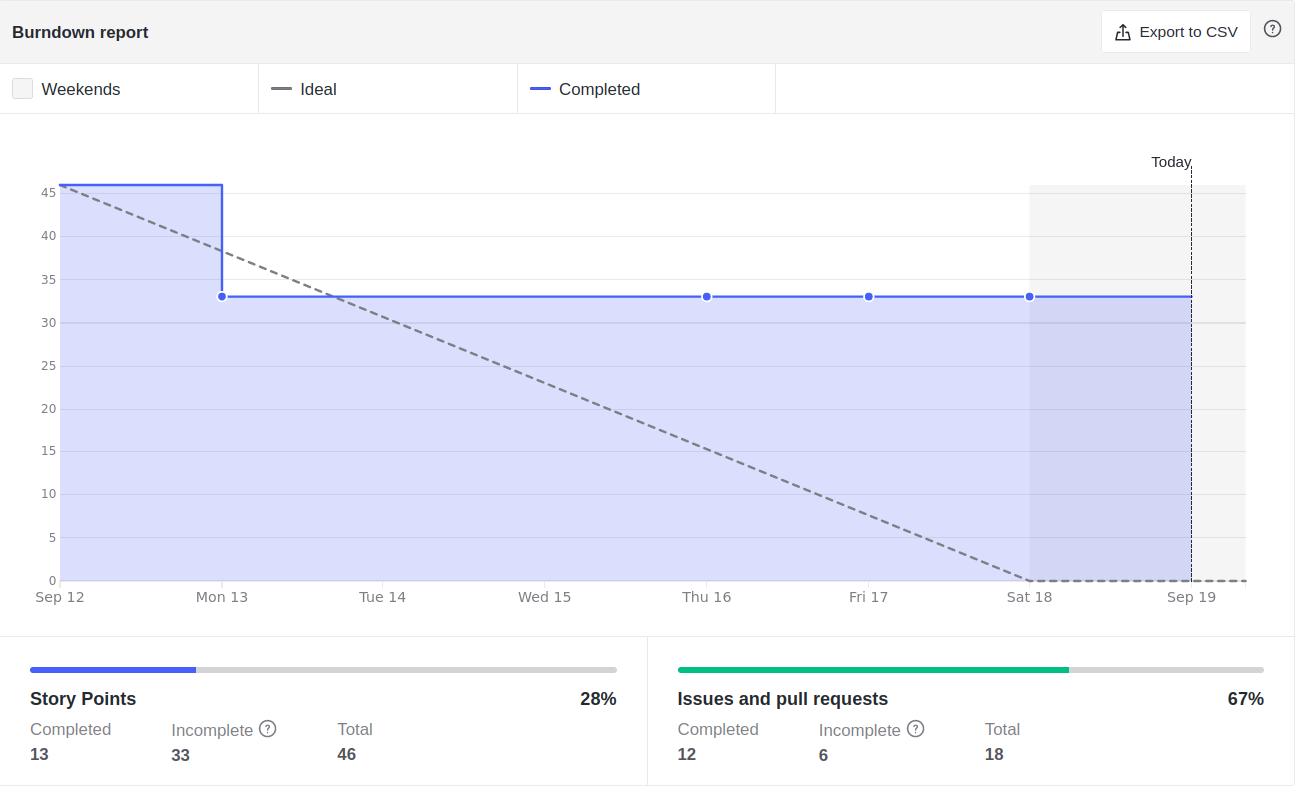 Burndown report
Export to CSV
?
Weekends
Ideal
Completed
Today
45
40
35
30
25
20
15
10
5
0
Sep 12 Mon 13 Tue 14 Wed 15 Thu 16 Fri 17 Sat 18 Sep 19
Story Points 28%
Completed Incomplete ? Total
13 33 46
Issues and pull requests 67%
Completed Incomplete ? Total
12 6 18